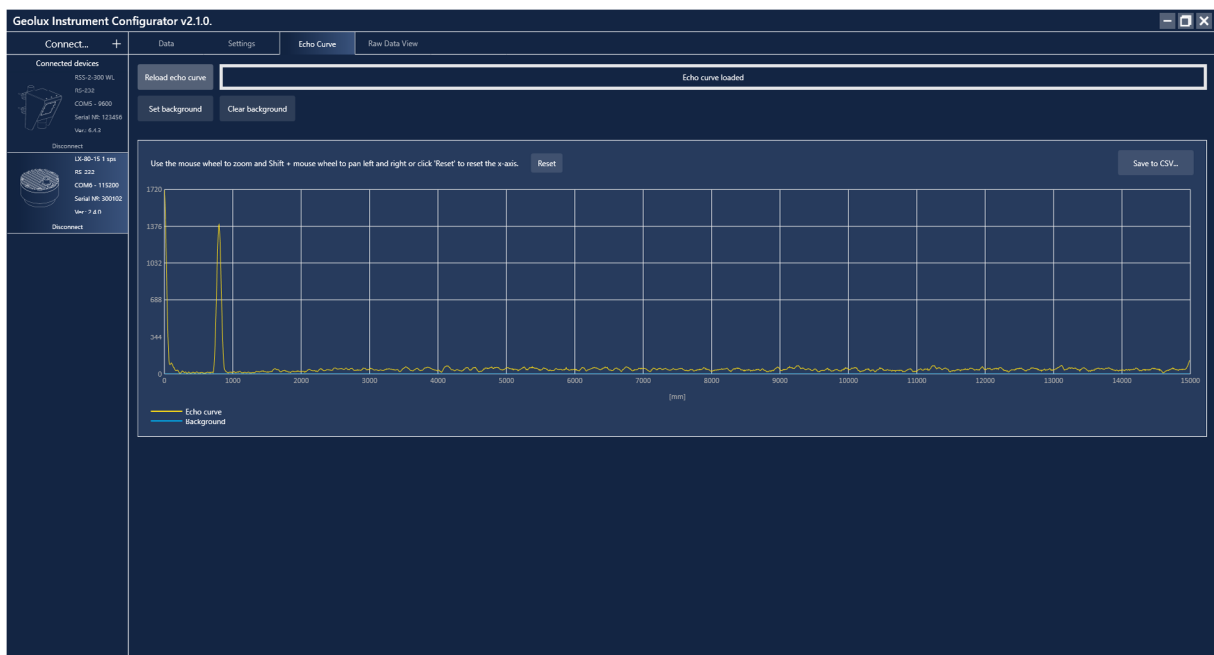 Geolux Instrument Configurator v2.1.0.
Connect... +
Data Settings Echo Curve Raw Data View
Connected devices
RSS-2-300 WL
RS-232
COM5 - 9600
Serial №: 123456
Ver.: 6.4.3
Disconnect
LX-80-15 1 sps
RS-232
COM6 - 115200
Serial №: 300102
Ver.: 2.4.0
Disconnect
Reload echo curve
Echo curve loaded
Set background Clear background
Use the mouse wheel to zoom and Shift + mouse wheel to pan left and right or click 'Reset' to reset the x-axis. Reset Save to CSV...
1720
1376
1032
688
344
0
0 1000 2000 3000 4000 5000 6000 7000 8000 9000 10000 11000 12000 13000 14000 15000
[mm]
Echo curve
Background